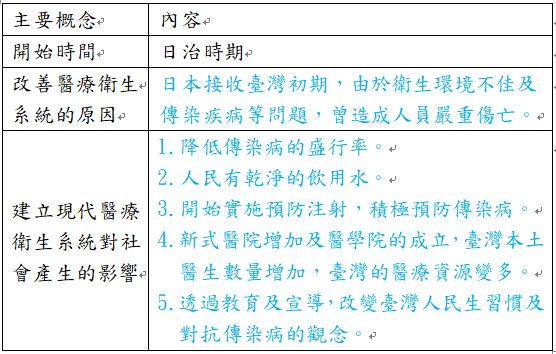 主要概念 內容
開始時間 日治時期
改善醫療衛生
系統的原因
日本接收臺灣初期，由於衛生環境不佳及
傳染疾病等問題，曾造成人員嚴重傷亡。
建立現代醫療
衛生系統對社
會產生的影響
1. 降低傳染病的盛行率。
2. 人民有乾淨的飲用水。
3. 開始實施預防注射，積極預防傳染病。
4. 新式醫院增加及醫學院的成立，臺灣本土
醫生數量增加，臺灣的醫療資源變多。
5. 透過教育及宣導，改變臺灣人民生習慣及
對抗傳染病的觀念。